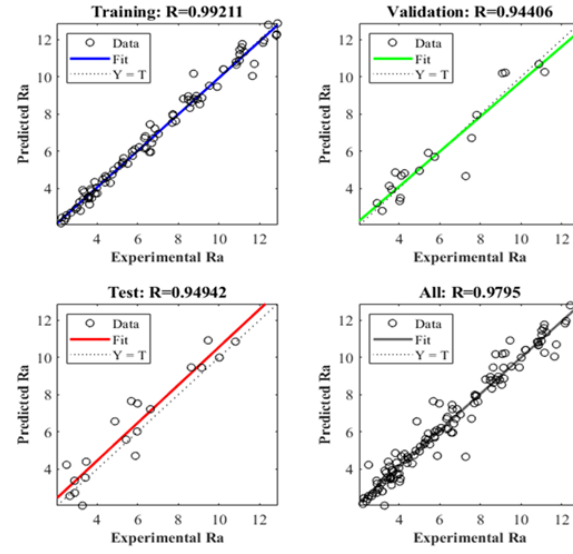 Training: R=0.99211
Data
Fit
Y = T
Predicted Ra
12
10
8
6
4
4 6 8 10 12
Experimental Ra
Validation: R=0.94406
Data
Fit
Y = T
Predicted Ra
12
10
8
6
4
4 6 8 10 12
Experimental Ra
Test: R=0.94942
Data
Fit
Y = T
Predicted Ra
12
10
8
6
4
4 6 8 10 12
Experimental Ra
All: R=0.9795
Data
Fit
Y = T
Predicted Ra
12
10
8
6
4
4 6 8 10 12
Experimental Ra